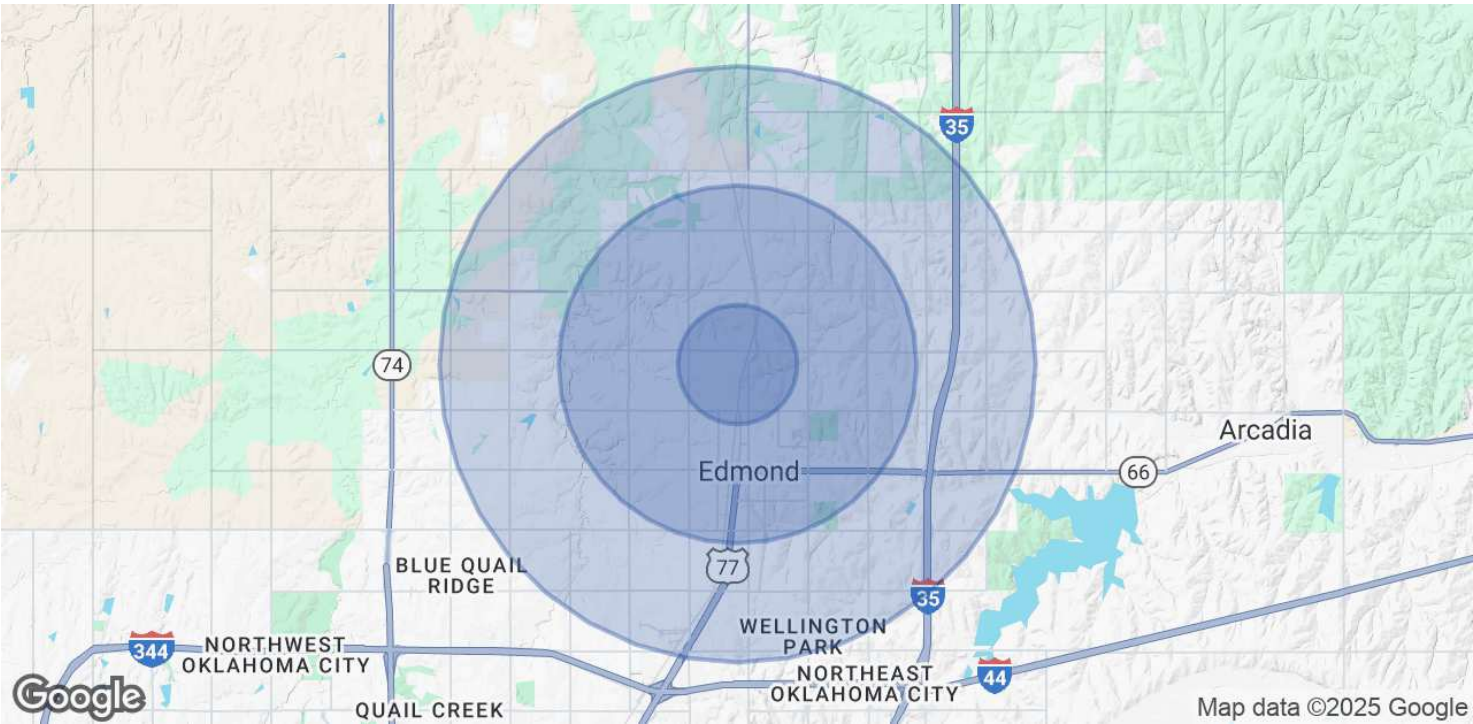 35
74
Arcadia
Edmond
66
BLUE QUAIL
RIDGE
77
35
WELLINGTON
PARK
344
NORTHWEST
OKLAHOMA CITY
NORTHEAST
OKLAHOMA CITY
44
QUAIL CREEK
Google
Map data ©2025 Google